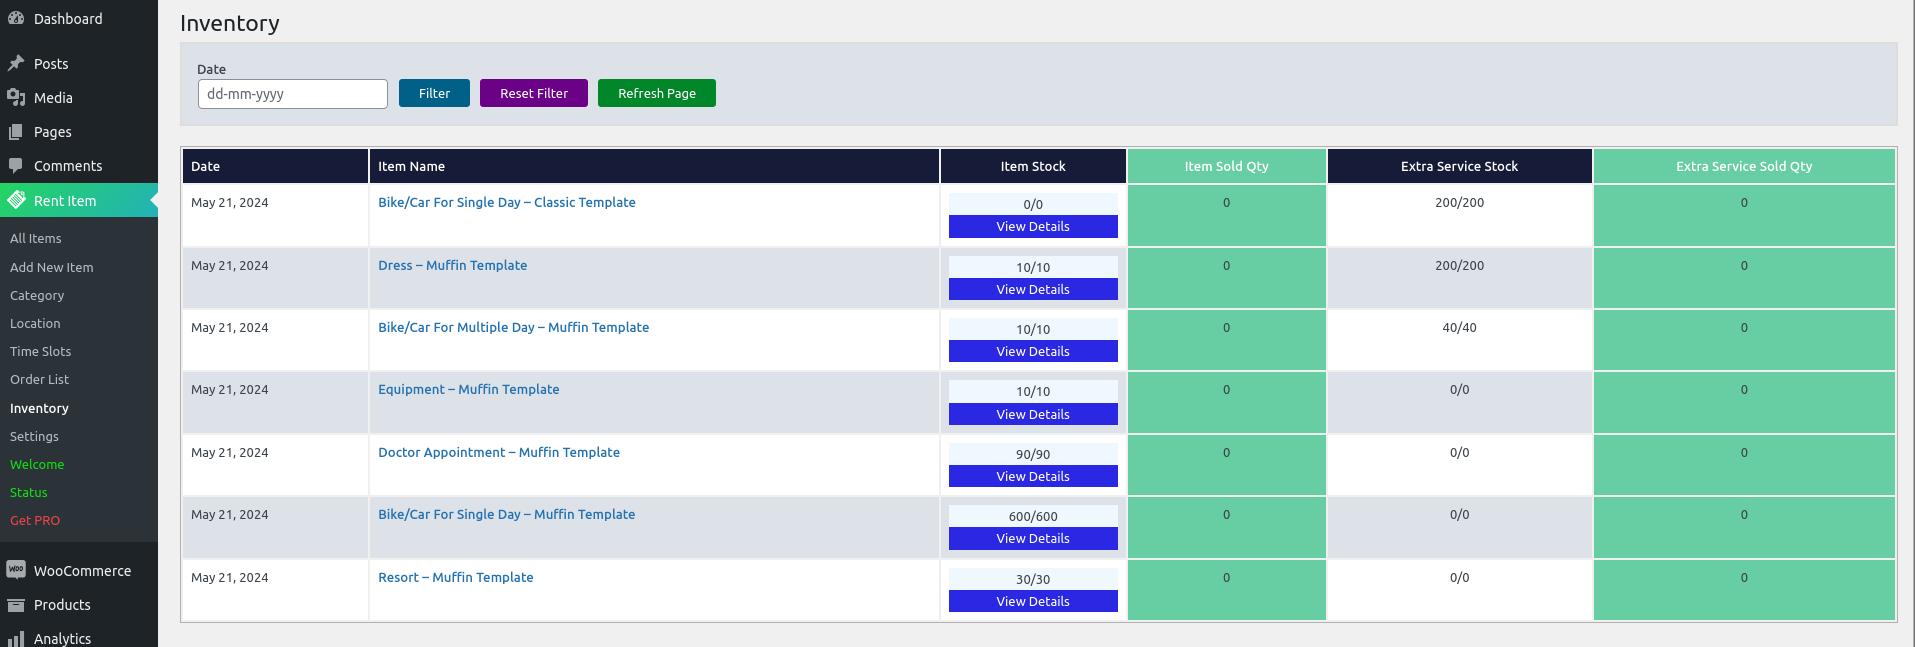 Dashboard
Posts
Media
Pages
Comments
Rent Item
All Items
Add New Item
Category
Location
Time Slots
Order List
Inventory
Settings
Welcome
Status
Get PRO
Woo WooCommerce
Products
Analytics
Inventory
Date
dd-mm-yyyy Filter Reset Filter Refresh Page
Date Item Name Item Stock Item Sold Qty Extra Service Stock Extra Service Sold Qty
May 21, 2024 Bike/Car For Single Day – Classic Template 0/0 0 200/200 0
View Details
May 21, 2024 Dress – Muffin Template 10/10 0 200/200 0
View Details
May 21, 2024 Bike/Car For Multiple Day – Muffin Template 10/10 0 40/40 0
View Details
May 21, 2024 Equipment – Muffin Template 10/10 0 0/0 0
View Details
May 21, 2024 Doctor Appointment – Muffin Template 90/90 0 0/0 0
View Details
May 21, 2024 Bike/Car For Single Day – Muffin Template 600/600 0 0/0 0
View Details
May 21, 2024 Resort – Muffin Template 30/30 0 0/0 0
View Details